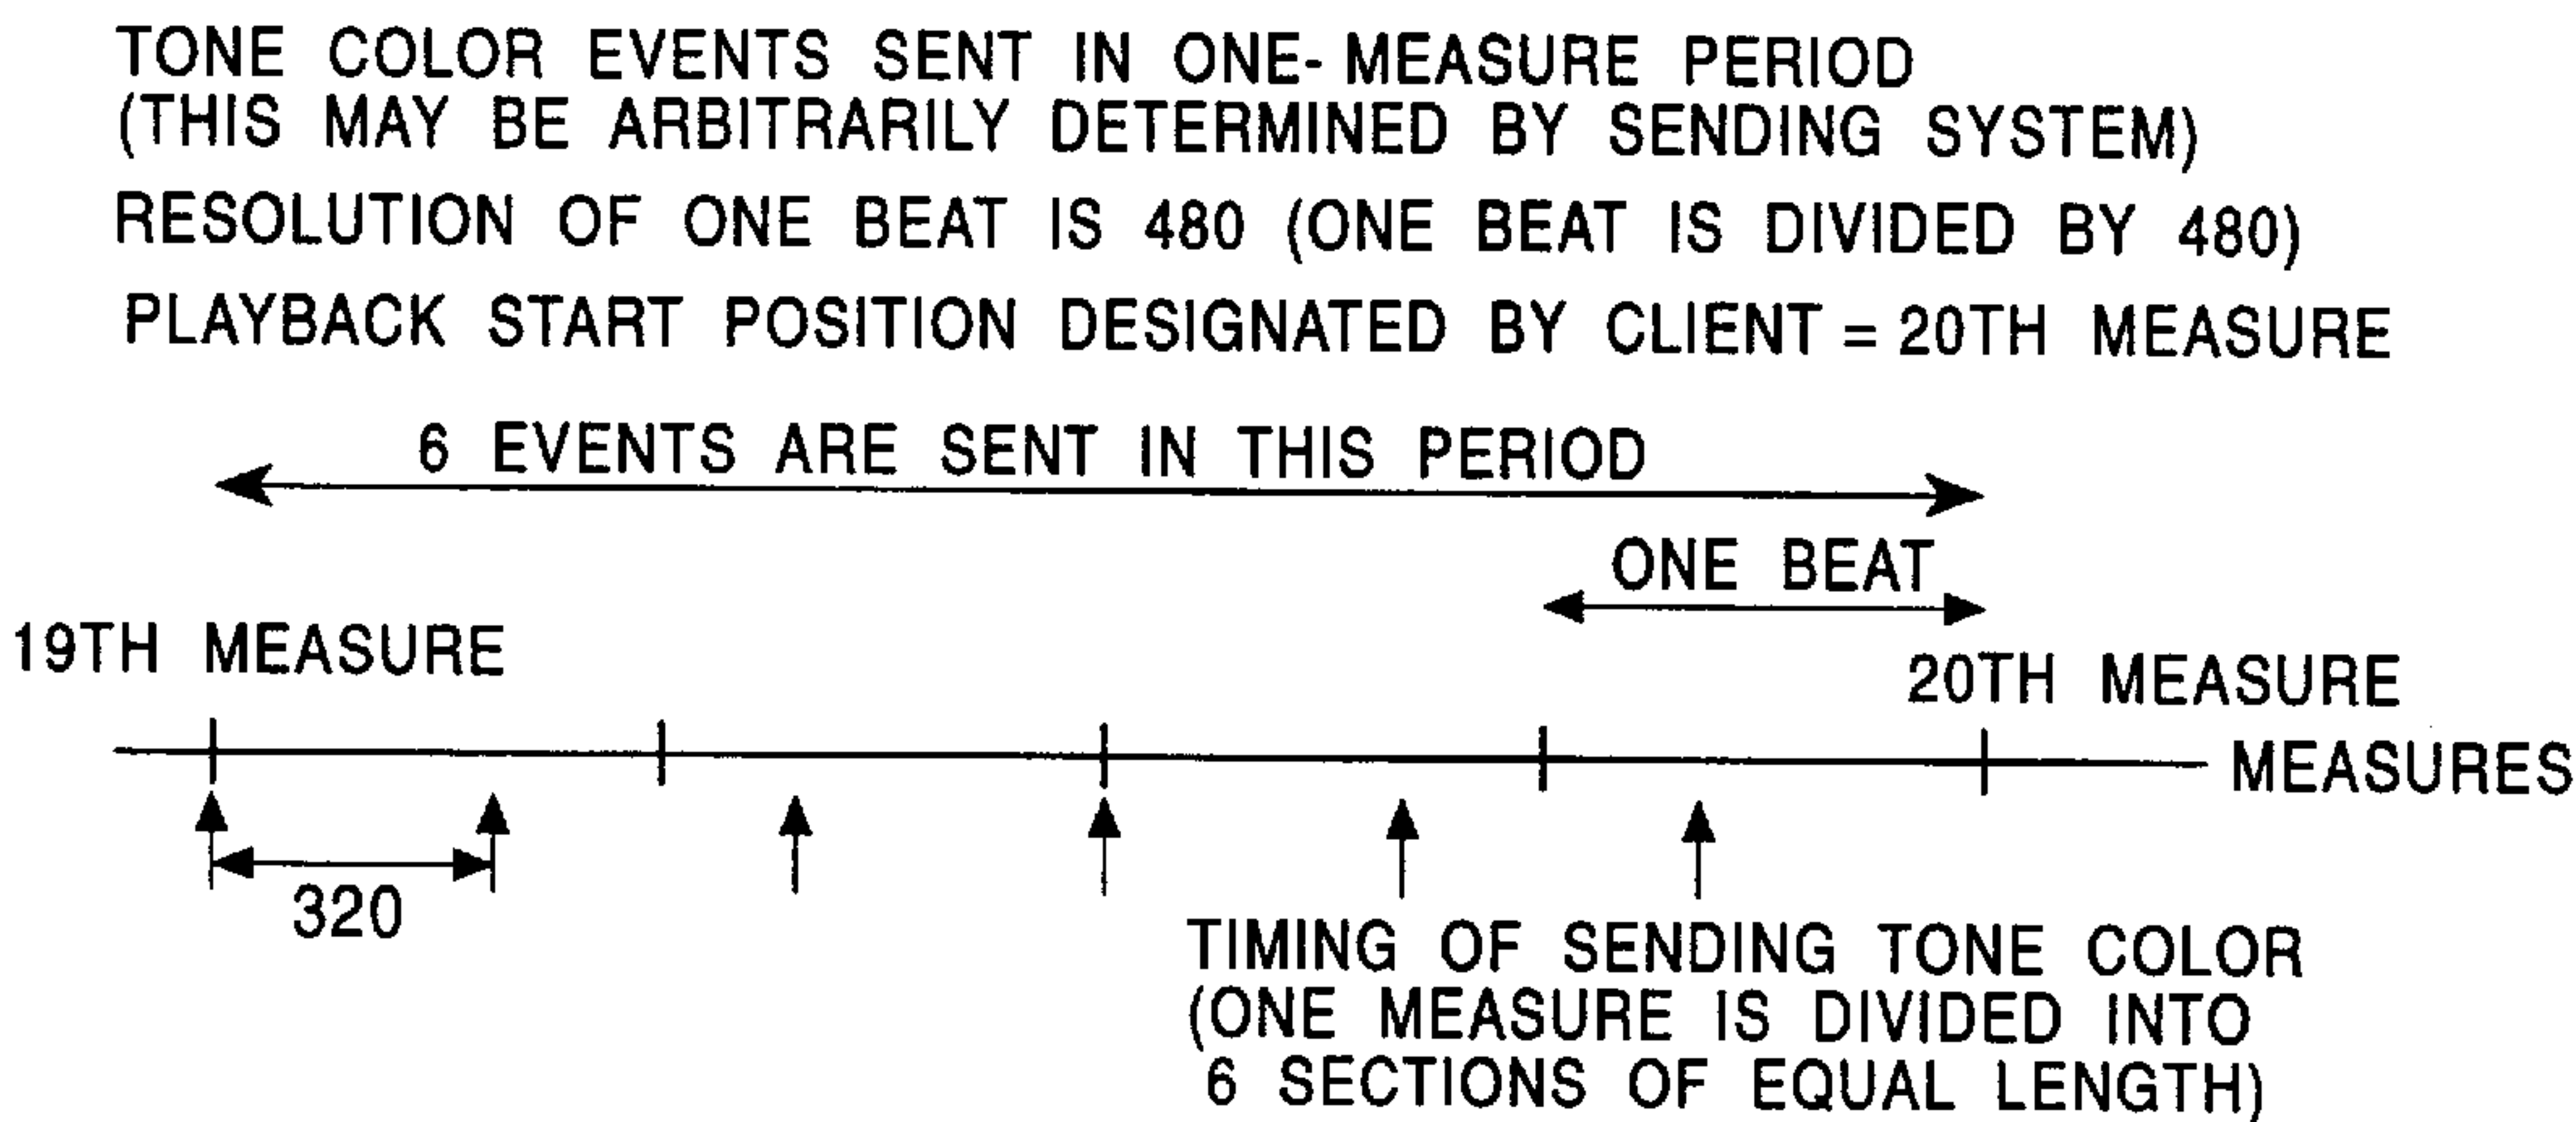 TONE COLOR EVENTS SENT IN ONE-MEASURE PERIOD
(THIS MAY BE ARBITRARILY DETERMINED BY SENDING SYSTEM)
RESOLUTION OF ONE BEAT IS 480 (ONE BEAT IS DIVIDED BY 480)
PLAYBACK START POSITION DESIGNATED BY CLIENT = 20TH MEASURE
6 EVENTS ARE SENT IN THIS PERIOD
ONE BEAT
19TH MEASURE
20TH MEASURE
MEASURES
320
TIMING OF SENDING TONE COLOR
(ONE MEASURE IS DIVIDED INTO
6 SECTIONS OF EQUAL LENGTH)